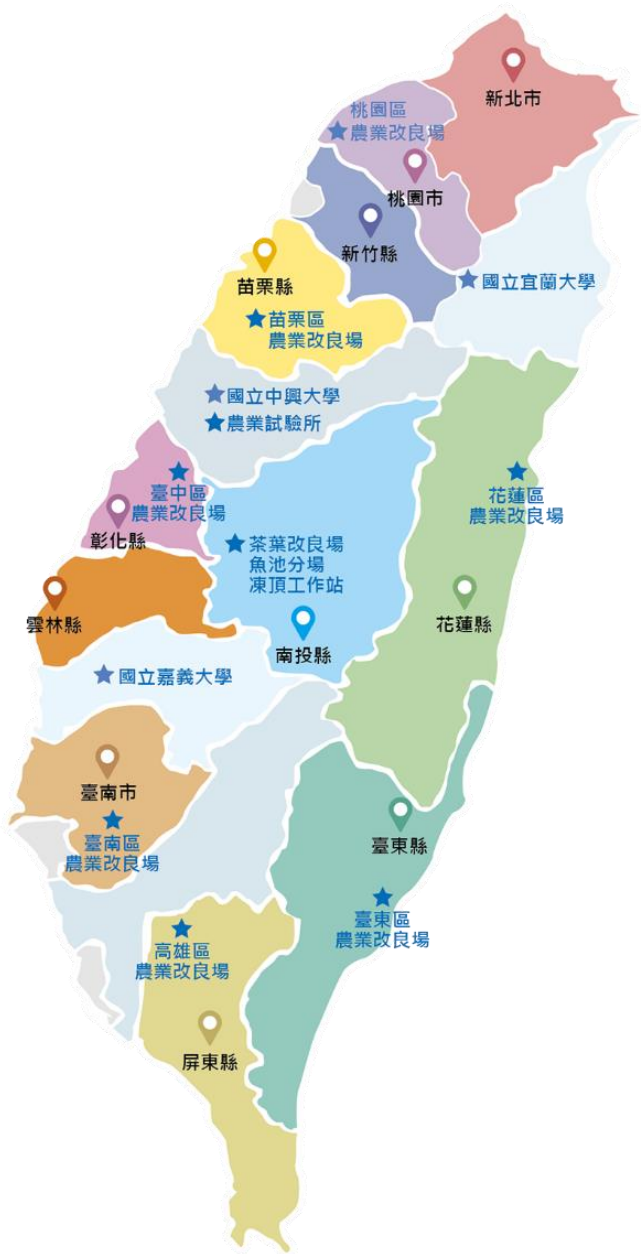 新北市
桃園區
農業改良場
桃園市
新竹縣
國立宜蘭大學
苗栗縣
苗栗區
農業改良場
國立中興大學
農業試驗所
臺中區
農業改良場
彰化縣
花蓮區
農業改良場
茶葉改良場
魚池分場
凍頂工作站
雲林縣
花蓮縣
南投縣
國立嘉義大學
臺南市
臺南區
農業改良場
臺東縣
臺東區
農業改良場
高雄區
農業改良場
屏東縣